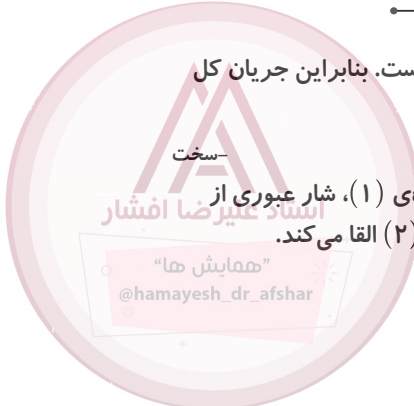 ست. بنابراین جریان کل
-سخت
ی (۱)، شار عبوری از
(۲) القا می‌کند.
استاد علیرضا افشار
“همایش ها”
@hamayesh_dr_afshar